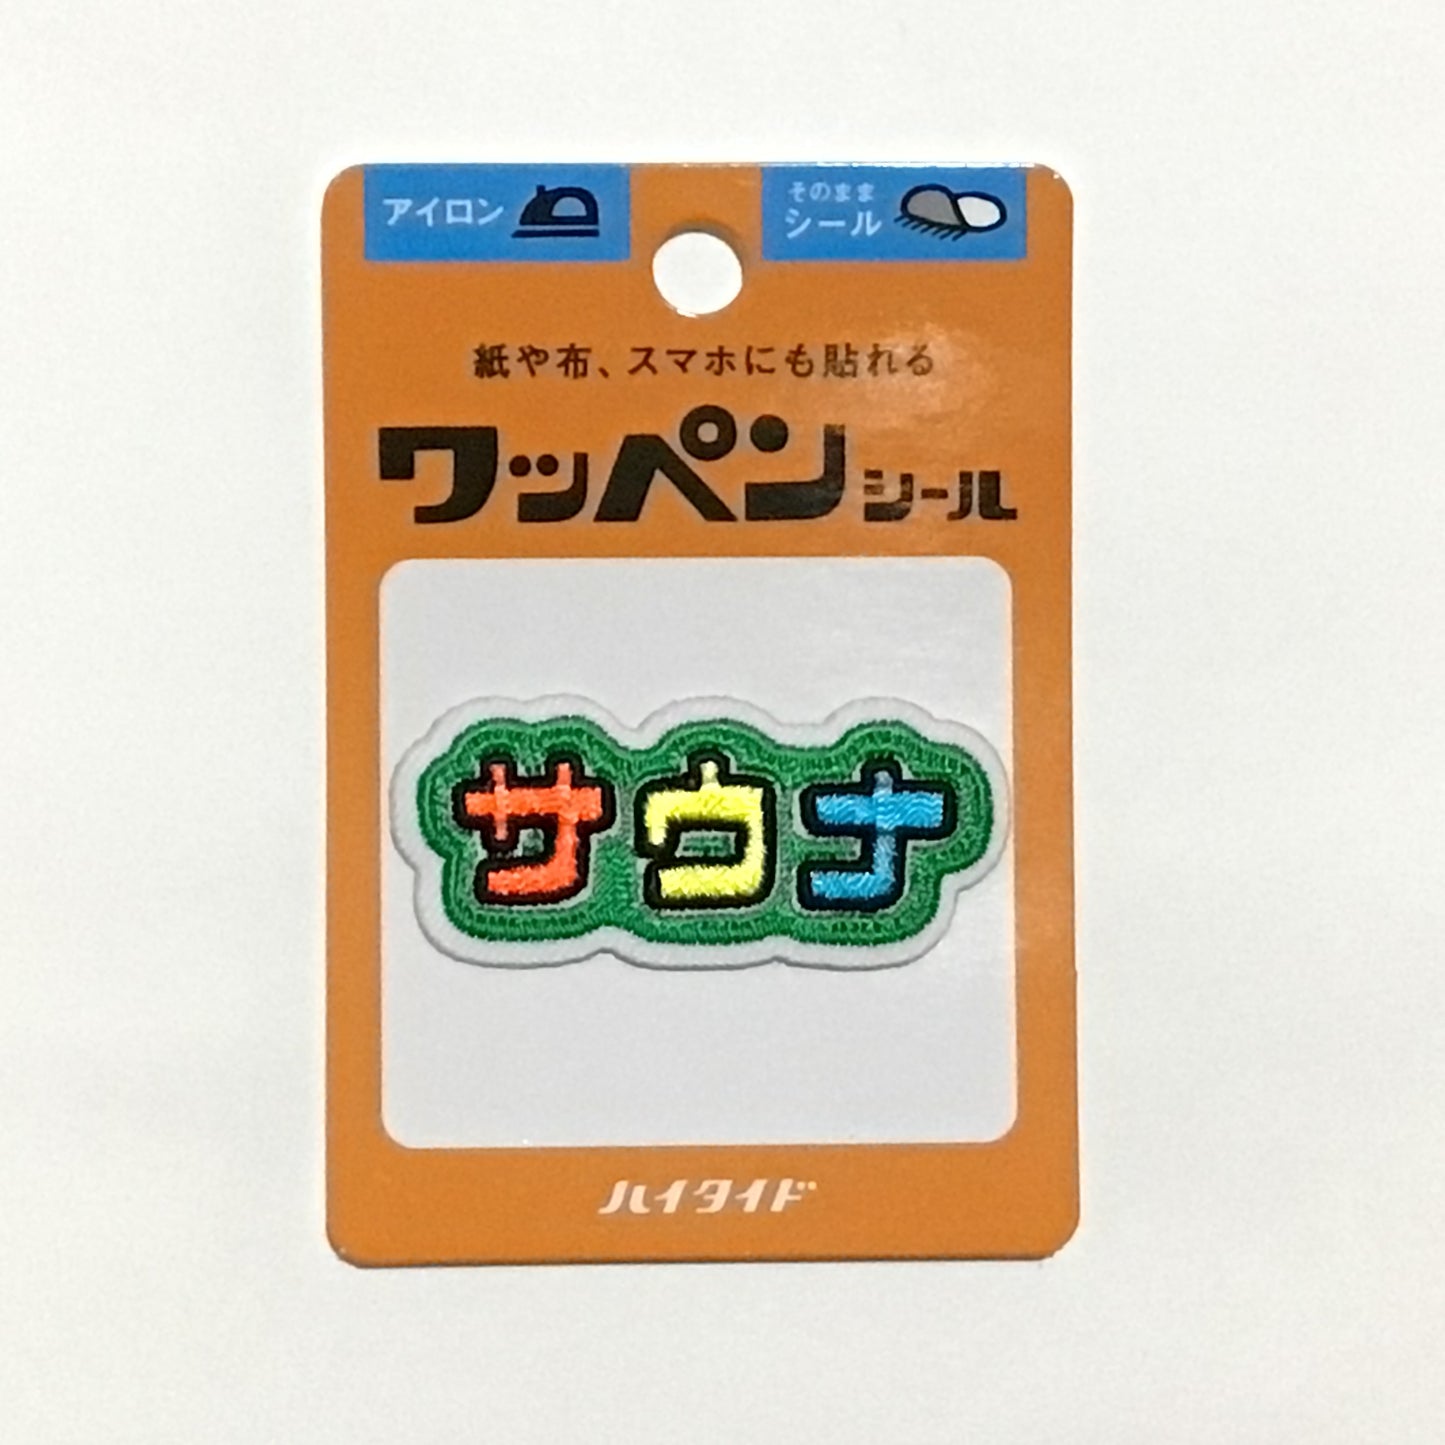 アイロン
そのまま
シール
紙や布、スマホにも貼れる
ワッペンシール
サウナ
ハイタイド